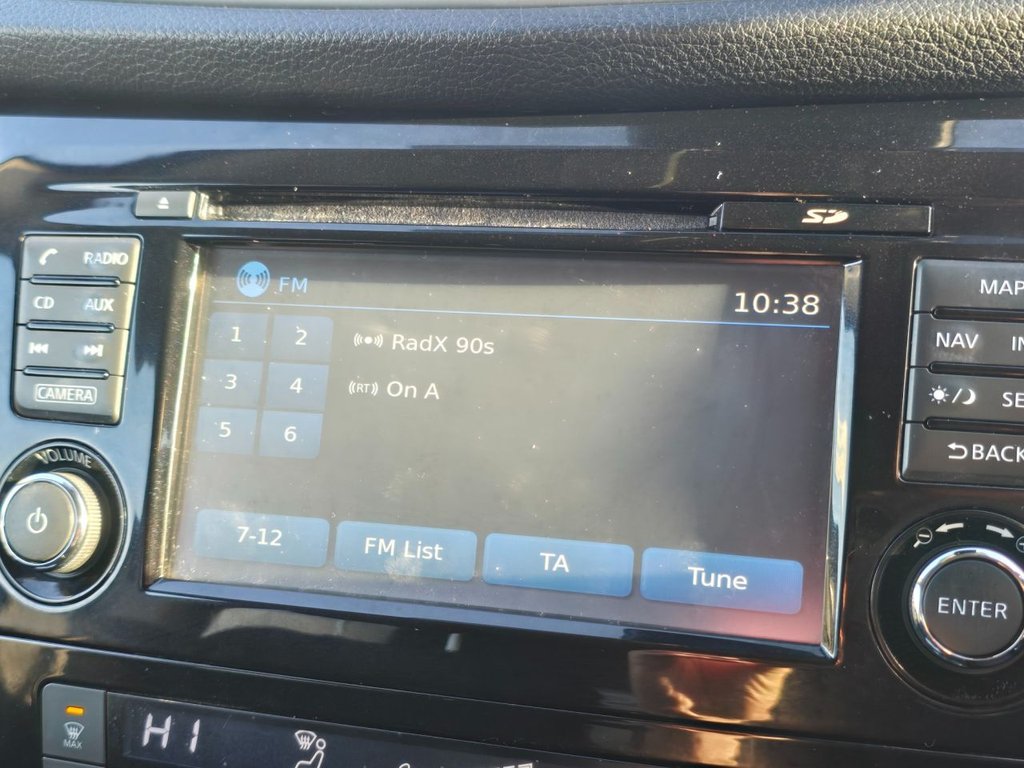 SD
RADIO
CD AUX
CAMERA
VOLUME
FM
10:38
1 2
3 4
5 6
RadX 90s
RT On A
7-12 FM List TA Tune
MAP
NAV
BACK
ENTER
MAX
HI